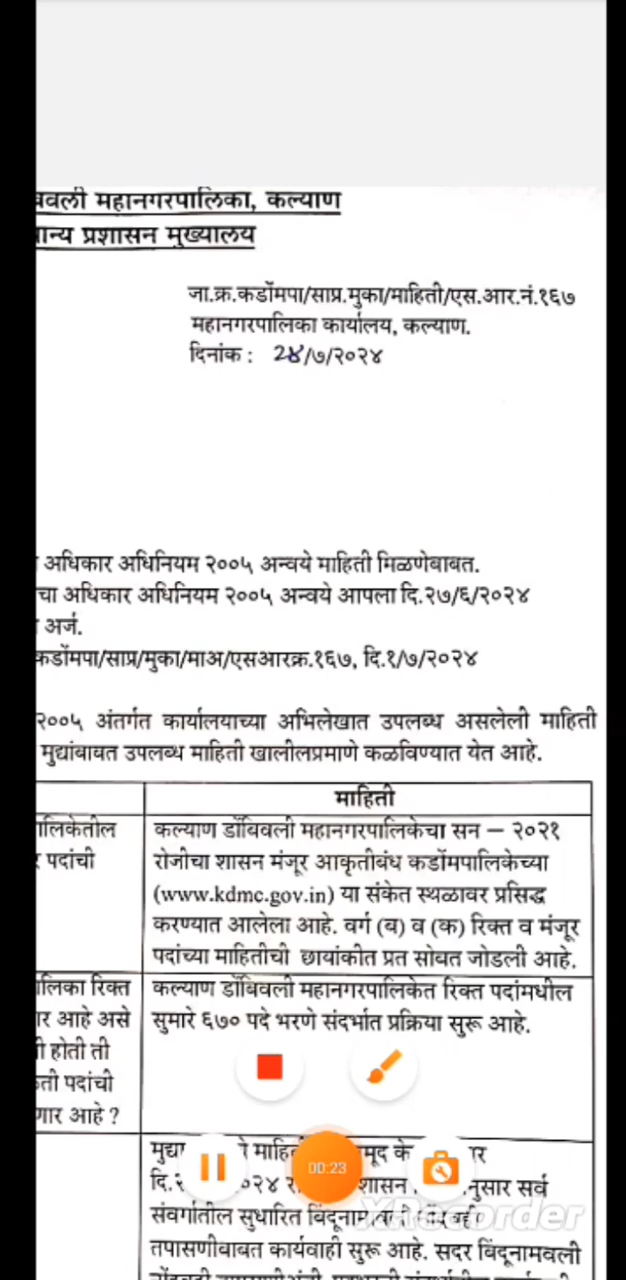 बवली महानगरपालिका, कल्याण
ान्य प्रशासन मुख्यालय
जा.क्र.कडोंमपा/साप्र.मुका/माहिती/एस.आर.नं.१६७
महानगरपालिका कार्यालय, कल्याण.
दिनांक : 2४/७/२०२४
अधिकार अधिनियम २००५ अन्वये माहिती मिळणेबाबत.
चा अधिकार अधिनियम २००५ अन्वये आपला दि.२७/६/२०२४
अर्ज.
कडोंमपा/साप्र/मुका/माअ/एसआरक्र.१६७, दि.१/७/२०२४
२००५ अंतर्गत कार्यालयाच्या अभिलेखात उपलब्ध असलेली माहिती
मुद्यांबावत उपलब्ध माहिती खालीलप्रमाणे कळविण्यात येत आहे.
माहिती
ालिकेतील
पदांची
कल्याण डोंबिवली महानगरपालिकेचा सन – २०२१
रोजीचा शासन मंजूर आकृतीबंध कडोंमपालिकेच्या
(www.kdmc.gov.in) या संकेत स्थळावर प्रसिद्ध
करण्यात आलेला आहे. वर्ग (ब) व (क) रिक्त व मंजूर
पदांच्या माहितीची छायांकीत प्रत सोबत जोडली आहे.
ालिका रिक्त
ार आहे असे
ी होती ती
पदांची
णार आहे ?
कल्याण डोंबिवली महानगरपालिकेत रिक्त पदांमधील
सुमारे ६७० पदे भरणे संदर्भात प्रक्रिया सुरू आहे.
00:23
शासन नुसार सर्व
संवर्गातील सुधारित बिंदूनामावली
तपासणीबाबत कार्यवाही सुरू आहे. सदर बिंदूनामवली
XRecorder